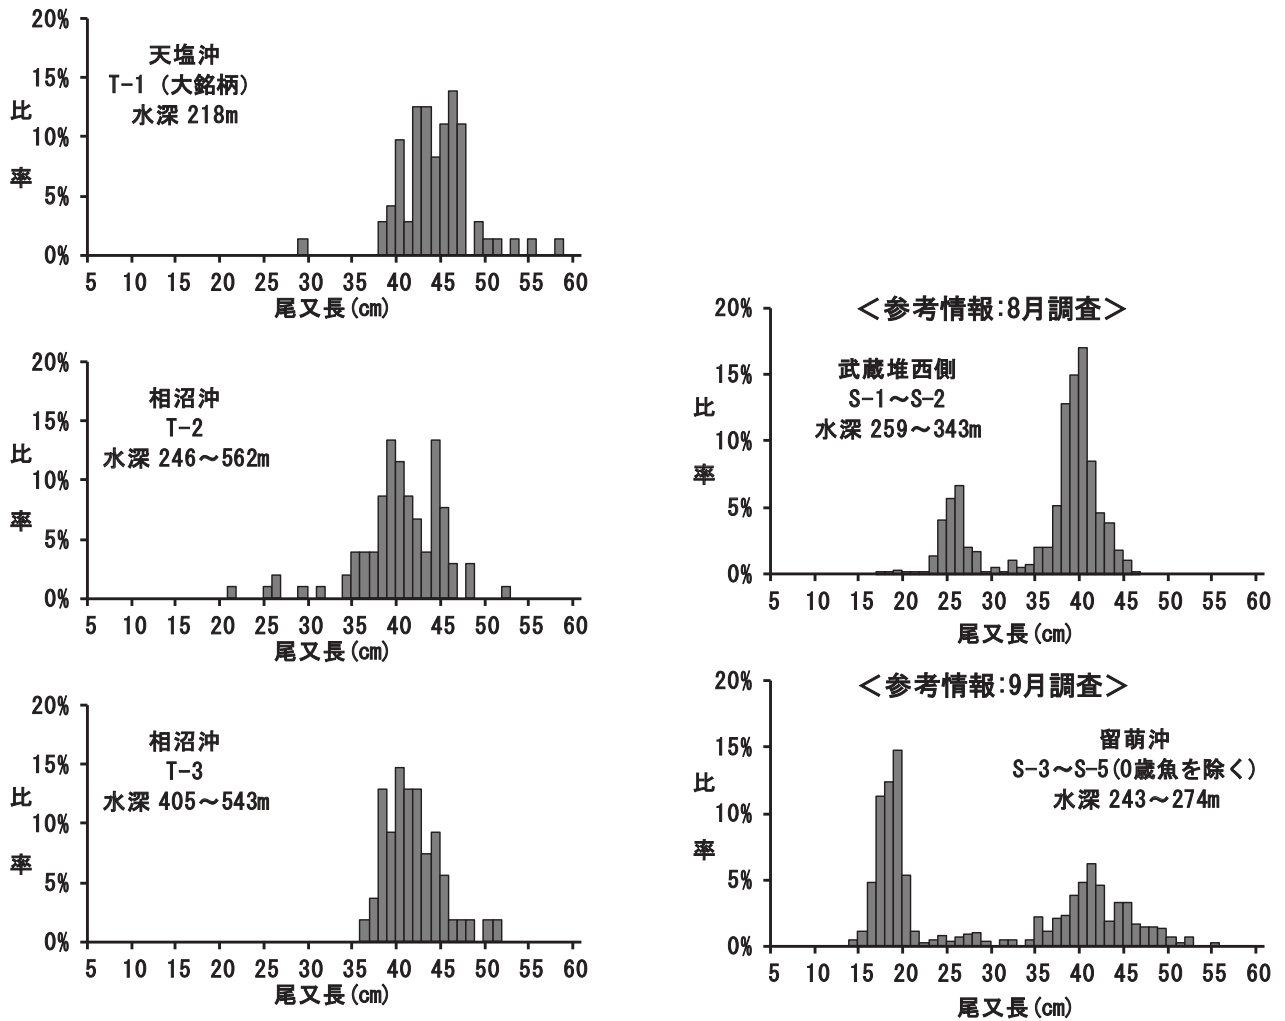 20%
15%
10%
5%
0%
比
率
天塩沖
T-1 (大銘柄)
水深 218m
5 10 15 20 25 30 35 40 45 50 55 60
尾又長(cm)
20%
15%
10%
5%
0%
比
率
相沼沖
T-2
水深 246～562m
5 10 15 20 25 30 35 40 45 50 55 60
尾又長(cm)
20%
15%
10%
5%
0%
比
率
相沼沖
T-3
水深 405～543m
5 10 15 20 25 30 35 40 45 50 55 60
尾又長(cm)
＜参考情報:8月調査＞
20%
15%
10%
5%
0%
比
率
武蔵堆西側
S-1～S-2
水深 259～343m
5 10 15 20 25 30 35 40 45 50 55 60
尾又長(cm)
＜参考情報:9月調査＞
20%
15%
10%
5%
0%
比
率
留萌沖
S-3～S-5(0歳魚を除く)
水深 243～274m
5 10 15 20 25 30 35 40 45 50 55 60
尾又長(cm)